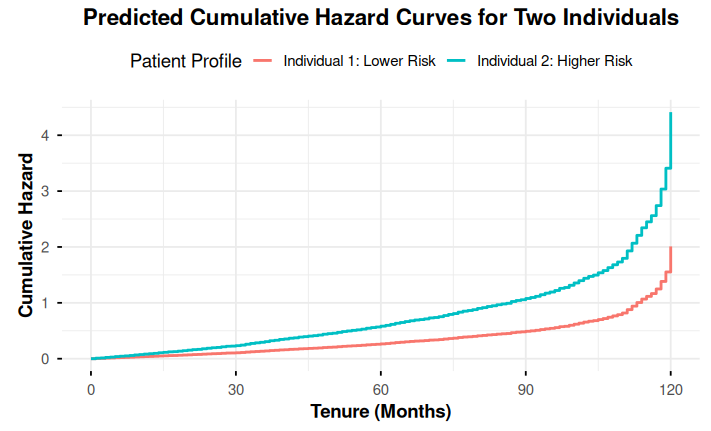 Predicted Cumulative Hazard Curves for Two Individuals
Patient Profile Individual 1: Lower Risk Individual 2: Higher Risk
Cumulative Hazard
4
3
2
1
0
0 30 60 90 120
Tenure (Months)